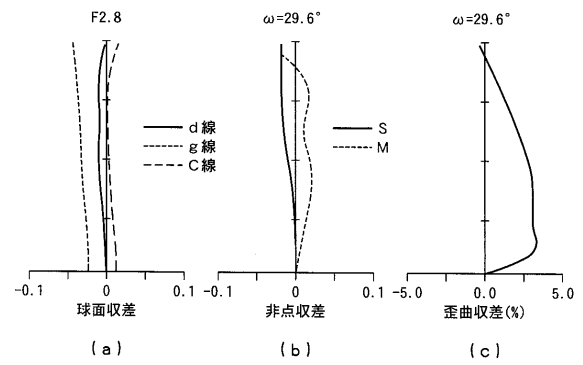 F2.8
d線
g線
C線
-0.1 0 0.1
球面収差
(a)
ω=29.6°
S
M
-0.1 0 0.1
非点収差
(b)
ω=29.6°
-5.0 0.0 5.0
歪曲収差(%)
(c)